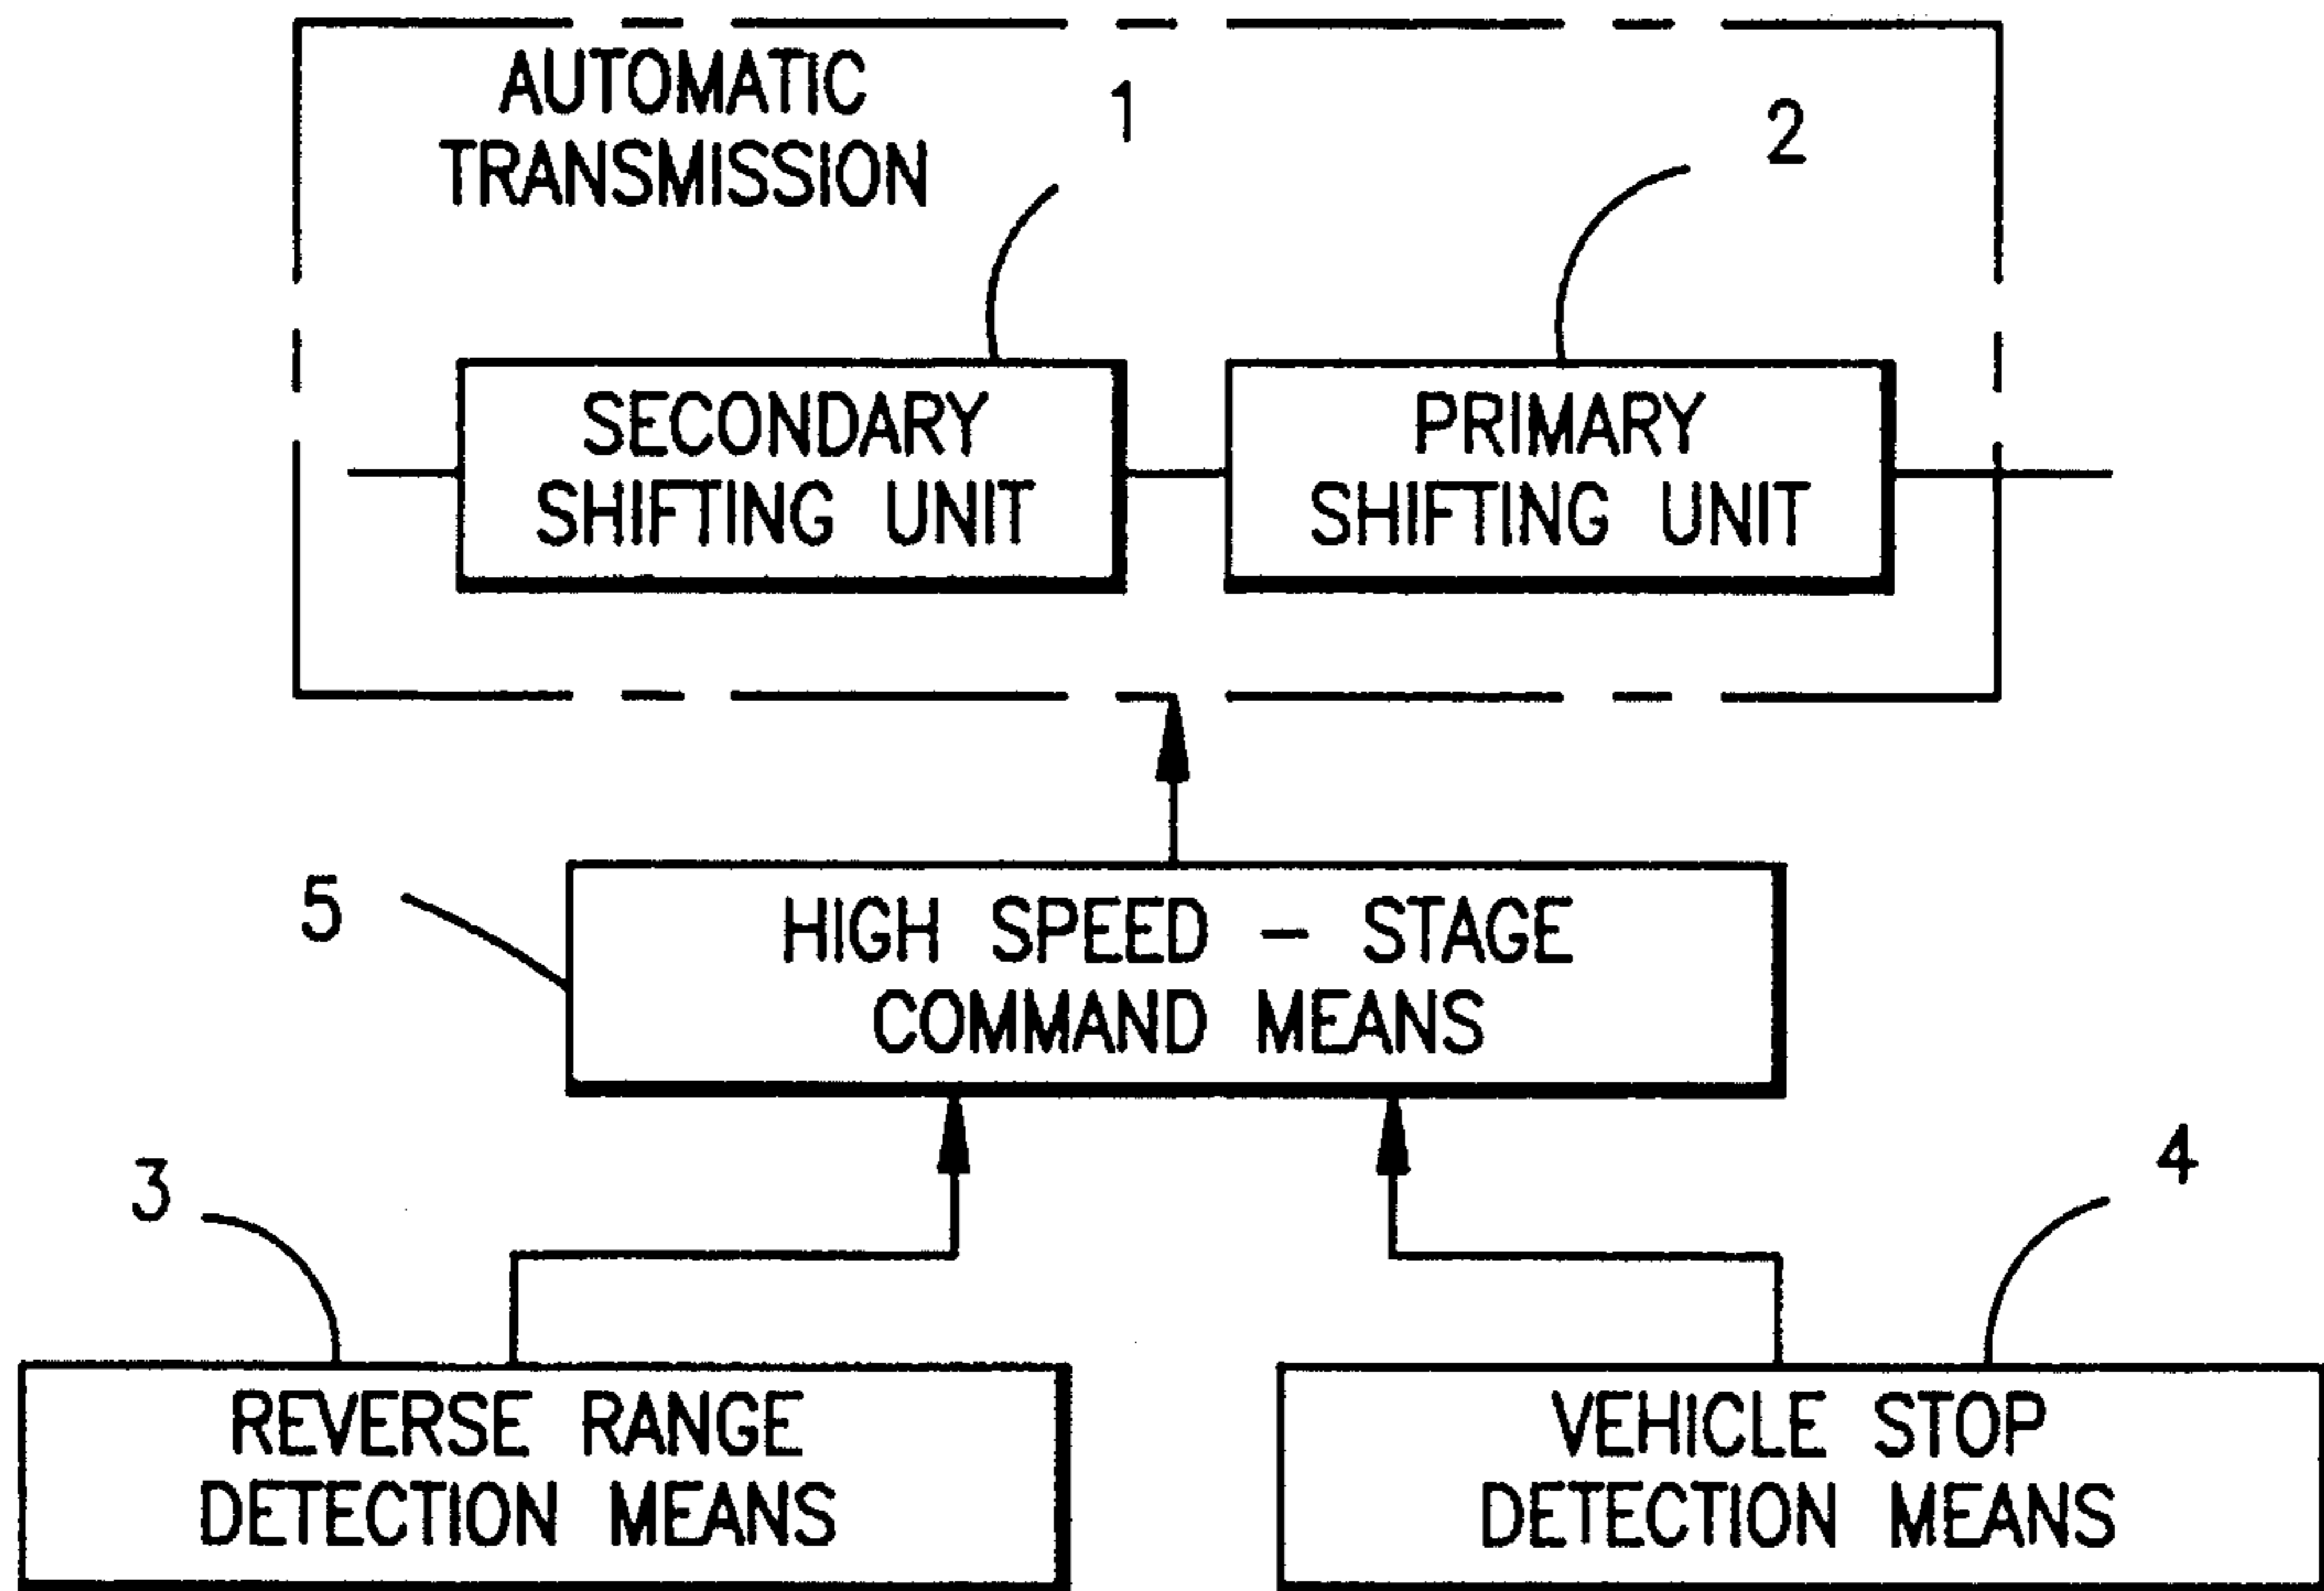 AUTOMATIC
TRANSMISSION
1
2
SECONDARY
SHIFTING UNIT
PRIMARY
SHIFTING UNIT
5
HIGH SPEED – STAGE
COMMAND MEANS
3
4
REVERSE RANGE
DETECTION MEANS
VEHICLE STOP
DETECTION MEANS